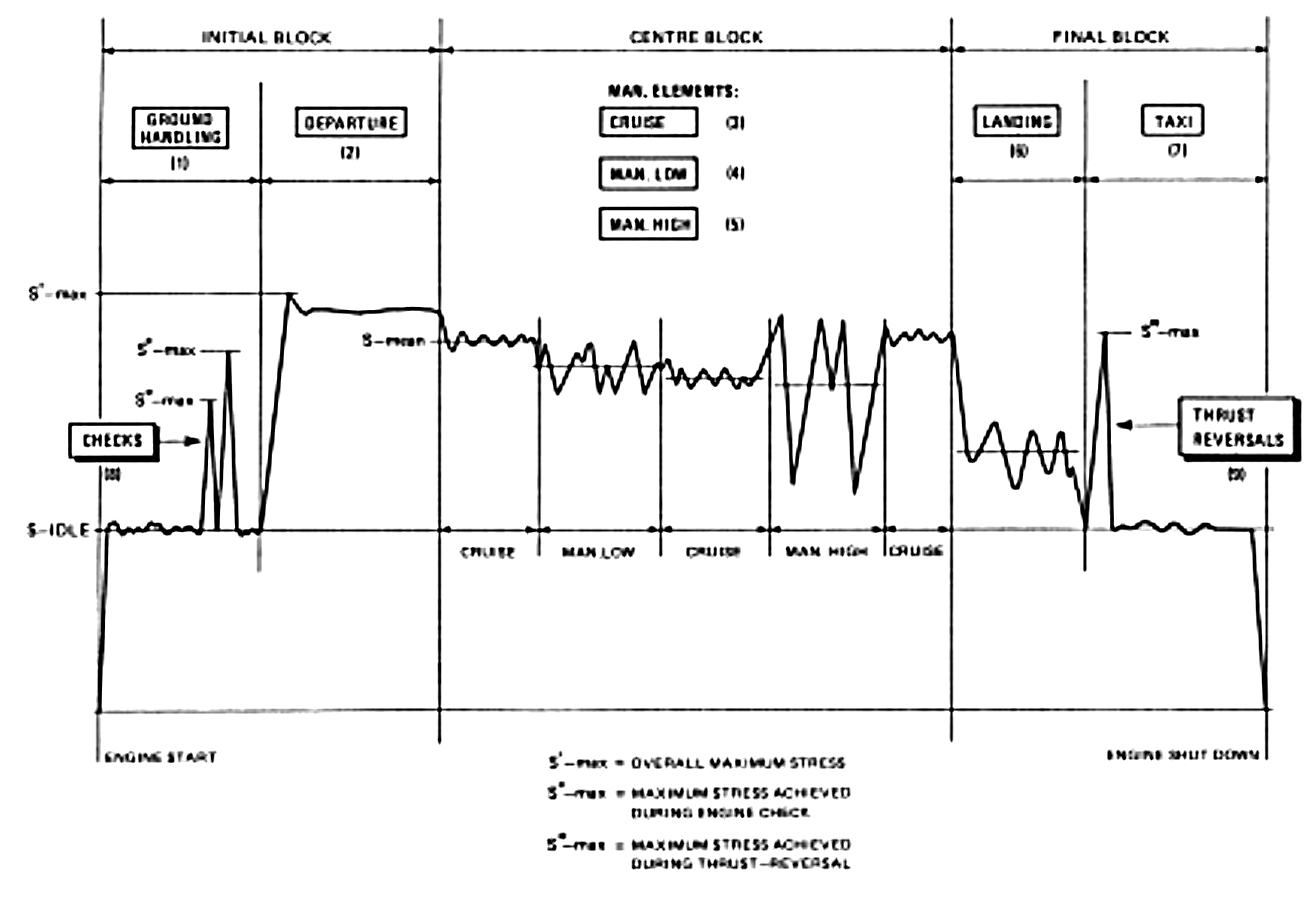 INITIAL BLOCK
CENTRE BLOCK
FINAL BLOCK
GROUND
HANDLING
(1)
DEPARTURE
(2)
MAN. ELEMENTS:
CRUISE (3)
MAN. LOW (4)
MAN. HIGH (5)
LANDING
(6)
TAXI
(7)
S'-max
S"-max
S"-max
S-mean
S"'-max
CHECKS
(8)
THRUST
REVERSALS
(9)
S-IDLE
CRUISE
MAN.LOW
CRUISE
MAN. HIGH
CRUISE
ENGINE START
ENGINE SHUT DOWN
S'-max = OVERALL MAXIMUM STRESS
S"-max = MAXIMUM STRESS ACHIEVED
DURING ENGINE CHECK
S"'-max = MAXIMUM STRESS ACHIEVED
DURING THRUST-REVERSAL